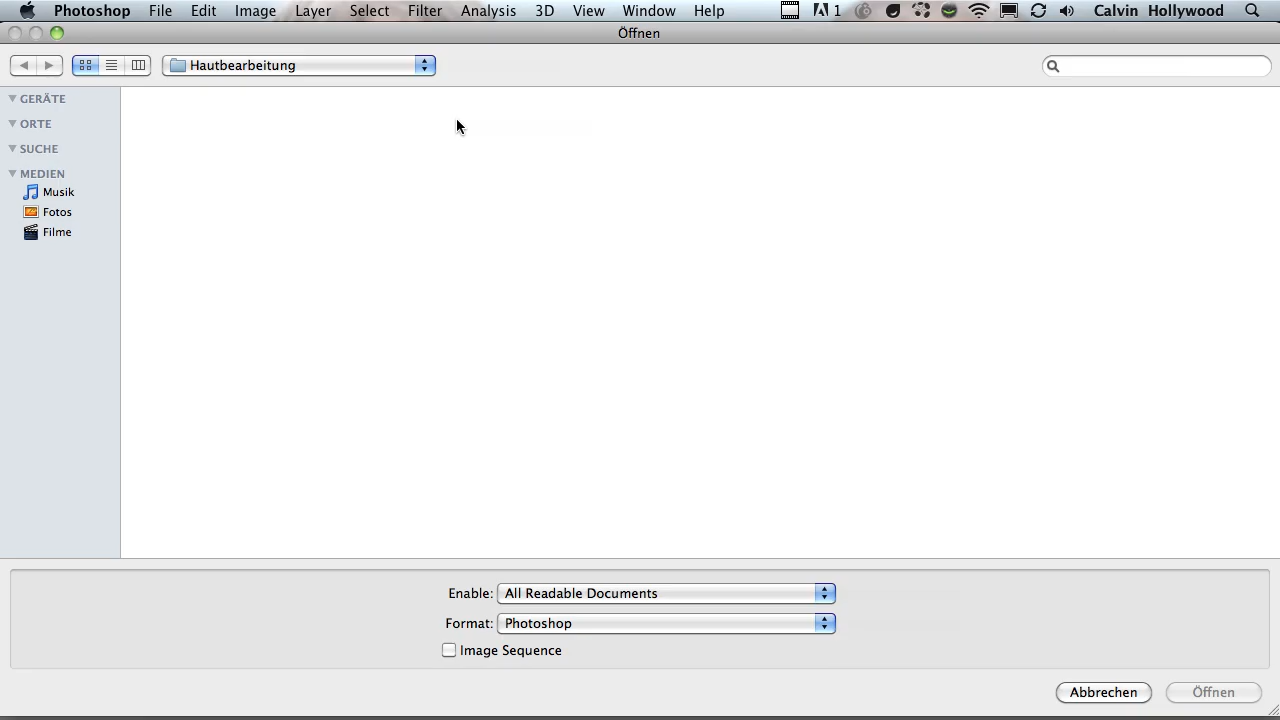 Photoshop File Edit Image Layer Select Filter Analysis 3D View Window Help 1 Calvin Hollywood
Öffnen
Hautbearbeitung
GERÄTE
ORTE
SUCHE
MEDIEN
Musik
Fotos
Filme
Enable: All Readable Documents
Format: Photoshop
Image Sequence
Abbrechen Öffnen